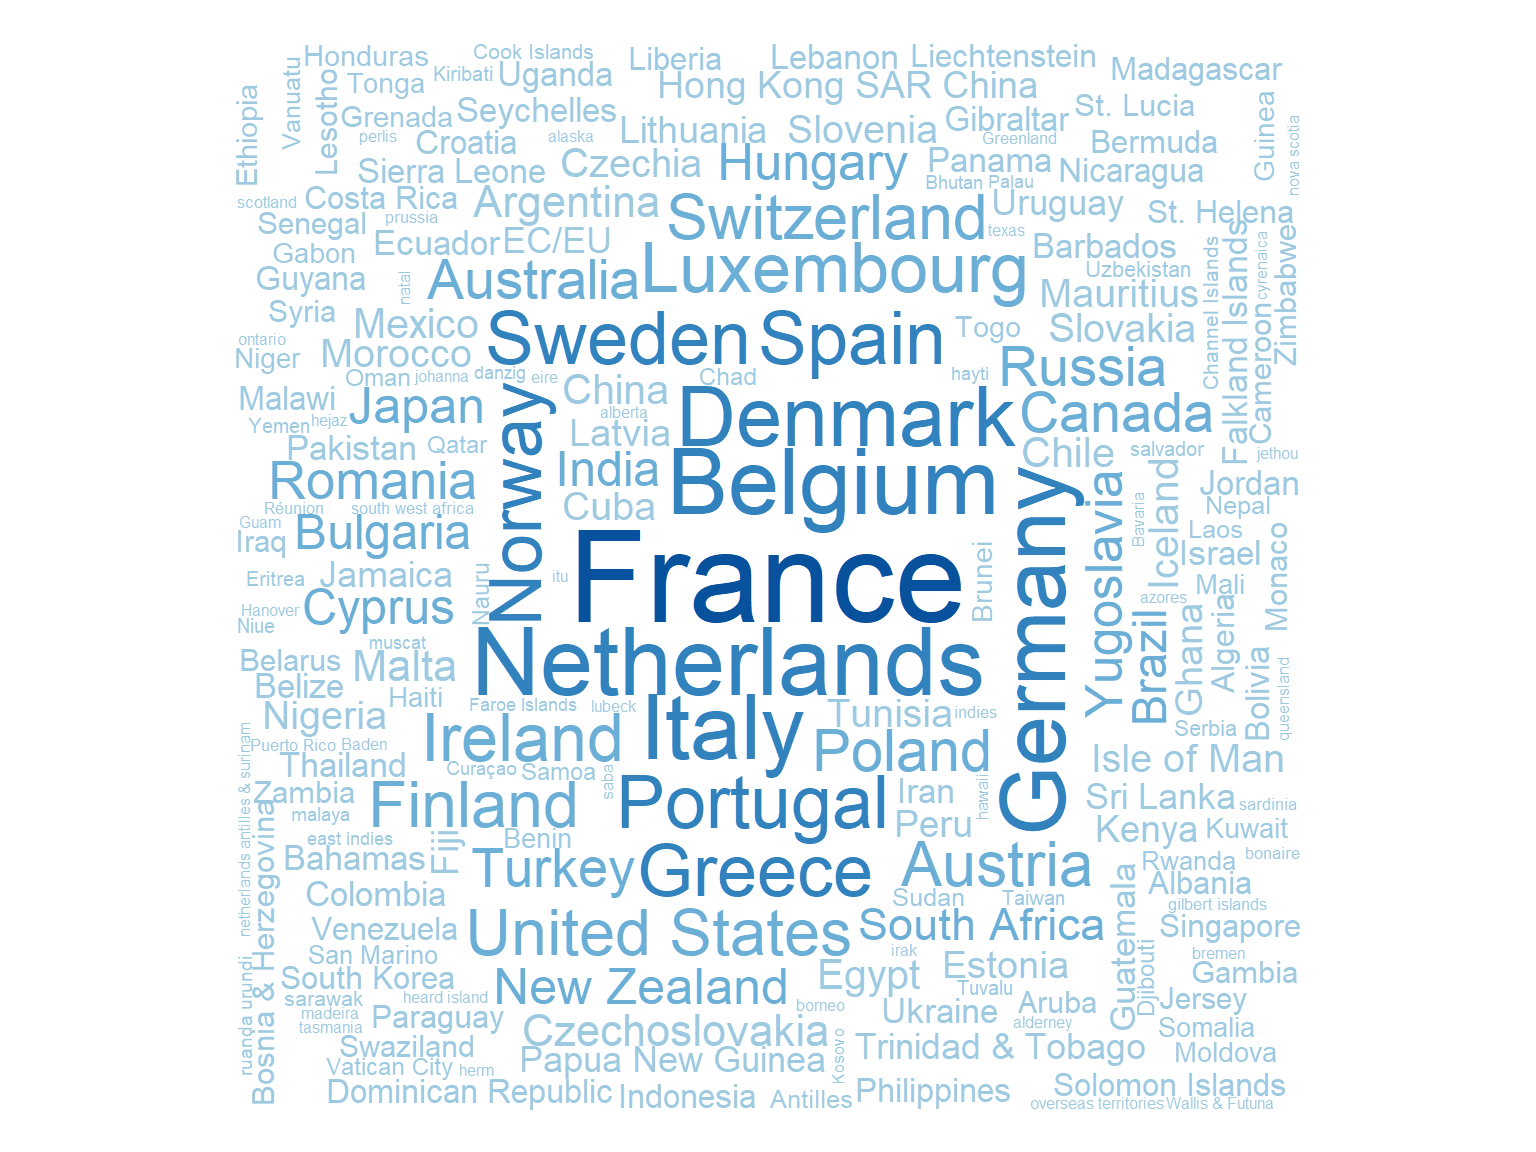 Honduras
Cook Islands
Liberia
Lebanon
Liechtenstein
Madagascar
Vanuatu
Lesotho
Tonga
Kiribati
Uganda
Hong Kong SAR China
Ethiopia
Grenada
Seychelles
Gibraltar
St. Lucia
Guinea
nova scotia
perlis
Croatia
alaska
Lithuania
Slovenia
Greenland
Bermuda
Sierra Leone
Czechia
Hungary
Panama
Nicaragua
Bhutan
Palau
scotland
Costa Rica
Argentina
Switzerland
Uruguay
St. Helena
Senegal
prussia
texas
Gabon
Ecuador
EC/EU
Barbados
Channel Islands
Falkland Islands
cyrenaica
Zimbabwe
Guyana
natal
Australia
Luxembourg
Uzbekistan
Mauritius
Syria
Mexico
Sweden
Spain
Togo
Slovakia
Cameroon
ontario
Niger
Morocco
Oman
johanna
danzig
eire
China
Chad
hayti
Russia
Malawi
Japan
Norway
alberta
Denmark
Canada
Yemen
hejaz
Pakistan
Qatar
Latvia
Chile
salvador
jethou
Romania
India
Belgium
Germany
Yugoslavia
Iceland
Jordan
Réunion
south west africa
Cuba
Bavaria
Nepal
Guam
Iraq
Bulgaria
France
Laos
Israel
Monaco
Eritrea
Jamaica
Nauru
itu
Brunei
Mali
azores
Hanover
Niue
Cyprus
Brazil
Ghana
Algeria
muscat
Belarus
Malta
Netherlands
Bolivia
queensland
Belize
Haiti
Faroe Islands
lubeck
Italy
Tunisia
indies
Nigeria
Ireland
Serbia
netherlands antilles & surinam
Puerto Rico
Baden
Poland
Isle of Man
Thailand
Curaçao
Samoa
saba
hawaii
Zambia
Finland
Portugal
Iran
Sri Lanka
sardinia
Bosnia & Herzegovina
malaya
Peru
Kenya
Kuwait
east indies
Fiji
Benin
Bahamas
Turkey
Greece
Austria
Guatemala
Rwanda
bonaire
Albania
Colombia
Sudan
Taiwan
gilbert islands
Venezuela
United States
South Africa
Singapore
ruanda urundi
San Marino
irak
Djibouti
bremen
South Korea
New Zealand
Egypt
Estonia
Gambia
sarawak
heard island
Tuvalu
madeira
borneo
Aruba
Jersey
tasmania
Paraguay
Czechoslovakia
Ukraine
alderney
Somalia
Swaziland
Kosovo
Trinidad & Tobago
Moldova
Vatican City
herm
Papua New Guinea
Dominican Republic
Indonesia
Antilles
Philippines
Solomon Islands
overseas territories
Wallis & Futuna